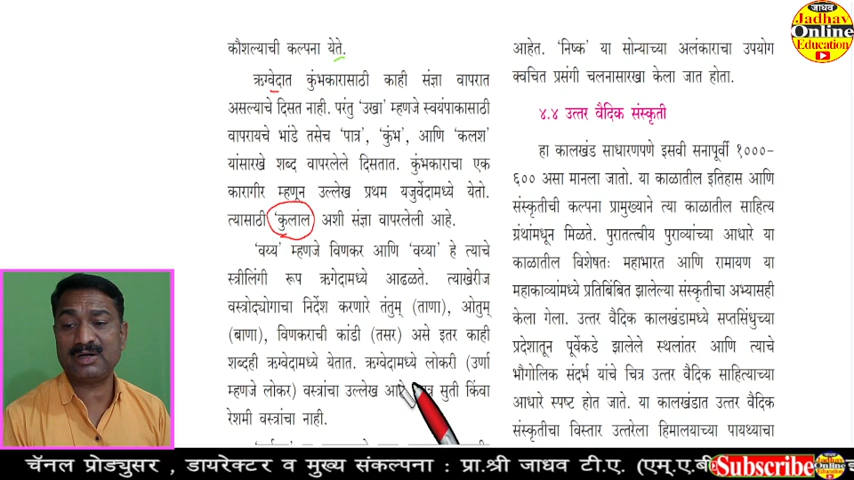 कौशल्याची कल्पना येते.
ऋग्वेदात कुंभकारासाठी काही संज्ञा वापरात
असल्याचे दिसत नाही. परंतु ‘उखा’ म्हणजे स्वयंपाकासाठी
वापरायचे भांडे तसेच ‘पात्र’, ‘कुंभ’, आणि ‘कलश’
यांसारखे शब्द वापरलेले दिसतात. कुंभकाराचा एक
कारागीर म्हणून उल्लेख प्रथम यजुर्वेदामध्ये येतो.
त्यासाठी ‘कुलाल’ अशी संज्ञा वापरलेली आहे.
‘वय्य’ म्हणजे विणकर आणि ‘वय्या’ हे त्याचे
स्त्रीलिंगी रूप ऋगेदामध्ये आढळते. त्याखेरीज
वस्त्रोद्योगाचा निर्देश करणारे तंतुम् (ताणा), ओतुम्
(बाणा), विणकराची कांडी (तसर) असे इतर काही
शब्दही ऋग्वेदामध्ये येतात. ऋग्वेदामध्ये लोकरी (उर्णा
म्हणजे लोकर) वस्त्रांचा उल्लेख सुती किंवा
रेशमी वस्त्रांचा नाही.
आहेत. ‘निष्क’ या सोन्याच्या अलंकाराचा उपयोग
क्वचित प्रसंगी चलनासारखा केला जात होता.
४.४ उत्तर वैदिक संस्कृती
हा कालखंड साधारणपणे इसवी सनापूर्वी १०००-
६०० असा मानला जातो. या काळातील इतिहास आणि
संस्कृतीची कल्पना प्रामुख्याने त्या काळातील साहित्य
ग्रंथांमधून मिळते. पुरातत्त्वीय पुराव्यांच्या आधारे या
काळातील विशेषतः महाभारत आणि रामायण या
महाकाव्यांमध्ये प्रतिबिंबित झालेल्या संस्कृतीचा अभ्यासही
केला गेला. उत्तर वैदिक कालखंडामध्ये सप्तसिंधुच्या
प्रदेशातून पूर्वेकडे झालेले स्थलांतर आणि त्याचे
भौगोलिक संदर्भ यांचे चित्र उत्तर वैदिक साहित्याच्या
आधारे स्पष्ट होत जाते. या कालखंडात उत्तर वैदिक
संस्कृतीचा विस्तार उत्तरेला हिमालयाच्या पायथ्याचा
जाधव
Jadhav
Online
Education
चॅनल प्रोड्युसर , डायरेक्टर व मुख्य संकल्पना : प्रा.श्री जाधव टी.ए. (एम्.ए.बी
Subscribe